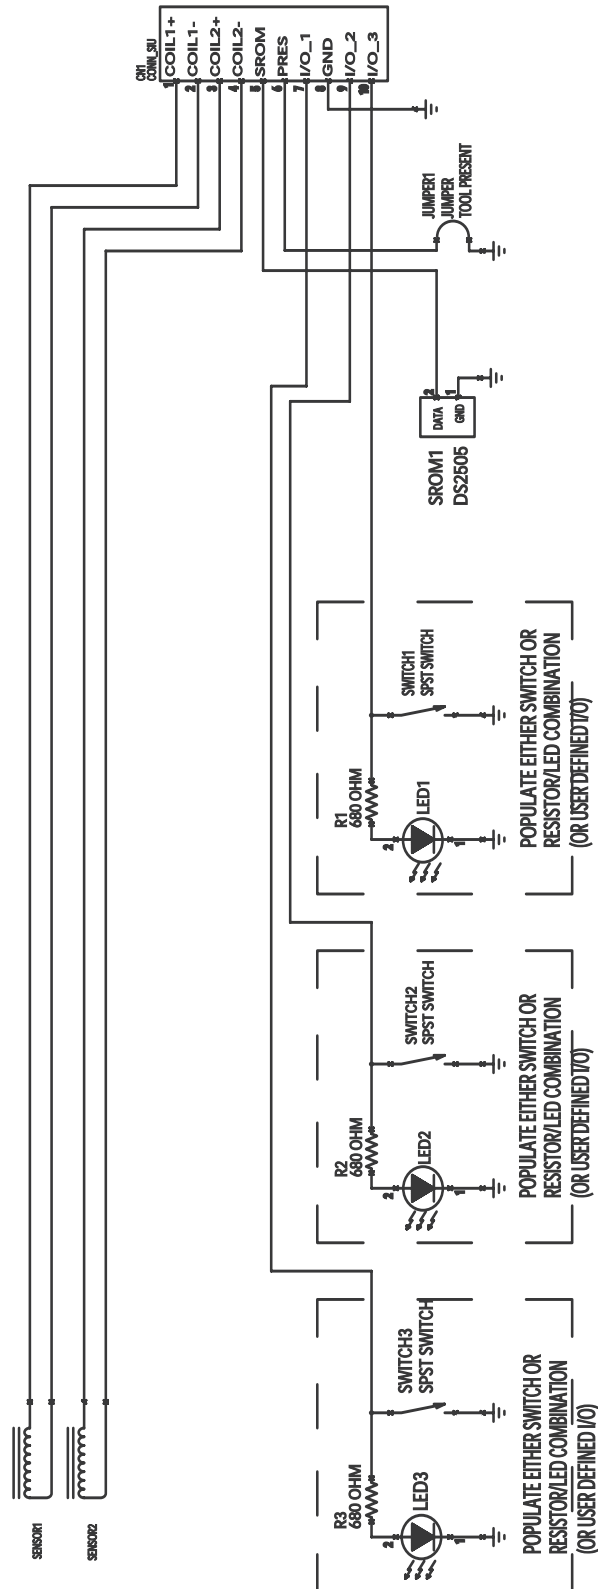 CN1
CONN_SIU
COIL1+
COIL1-
COIL2+
COIL2-
SROM
PRES
I/O_1
GND
I/O_2
I/O_3
1
2
3
4
5
6
7
8
9
10
JUMPER1
JUMPER
TOOL PRESENT
2
1
DATA
GND
SROM1
DS2505
SWITCH1
SPST SWITCH
R1
680 OHM
LED1
2
1
POPULATE EITHER SWITCH OR
RESISTOR/LED COMBINATION
(OR USER DEFINED I/O)
SWITCH2
SPST SWITCH
R2
680 OHM
LED2
2
1
POPULATE EITHER SWITCH OR
RESISTOR/LED COMBINATION
(OR USER DEFINED I/O)
SWITCH3
SPST SWITCH
R3
680 OHM
LED3
2
1
POPULATE EITHER SWITCH OR
RESISTOR/LED COMBINATION
(OR USER DEFINED I/O)
SENSOR1
SENSOR2